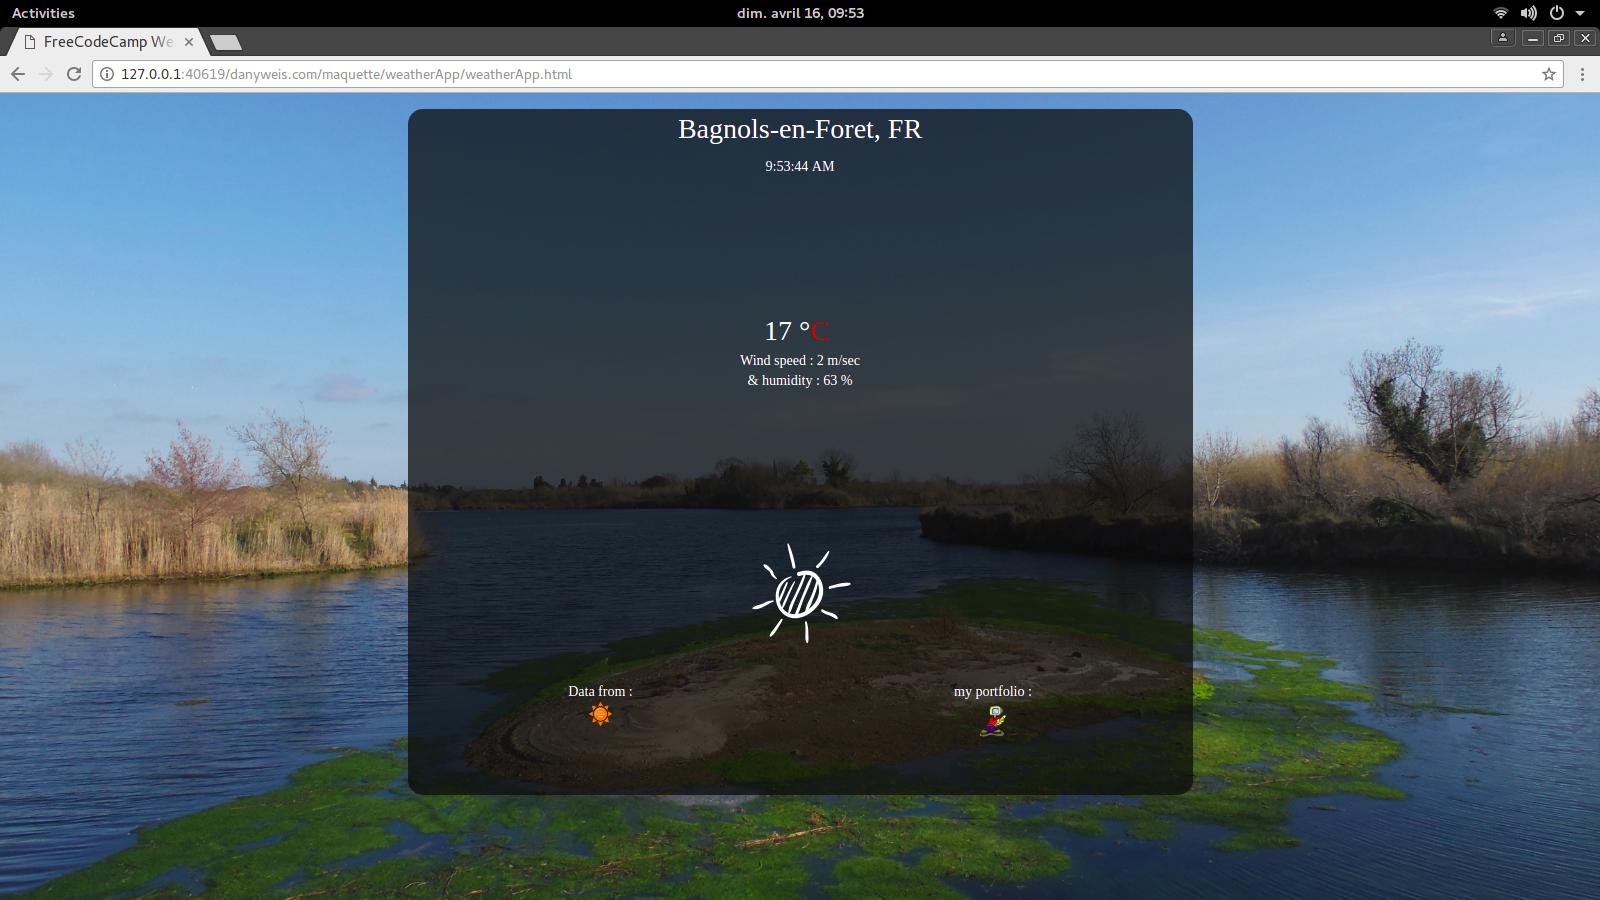 Activities
dim. avril 16, 09:53
FreeCodeCamp We
127.0.0.1:40619/danyweis.com/maquette/weatherApp/weatherApp.html
Bagnols-en-Foret, FR
9:53:44 AM
17 °C
Wind speed : 2 m/sec
& humidity : 63 %
Data from :
my portfolio :